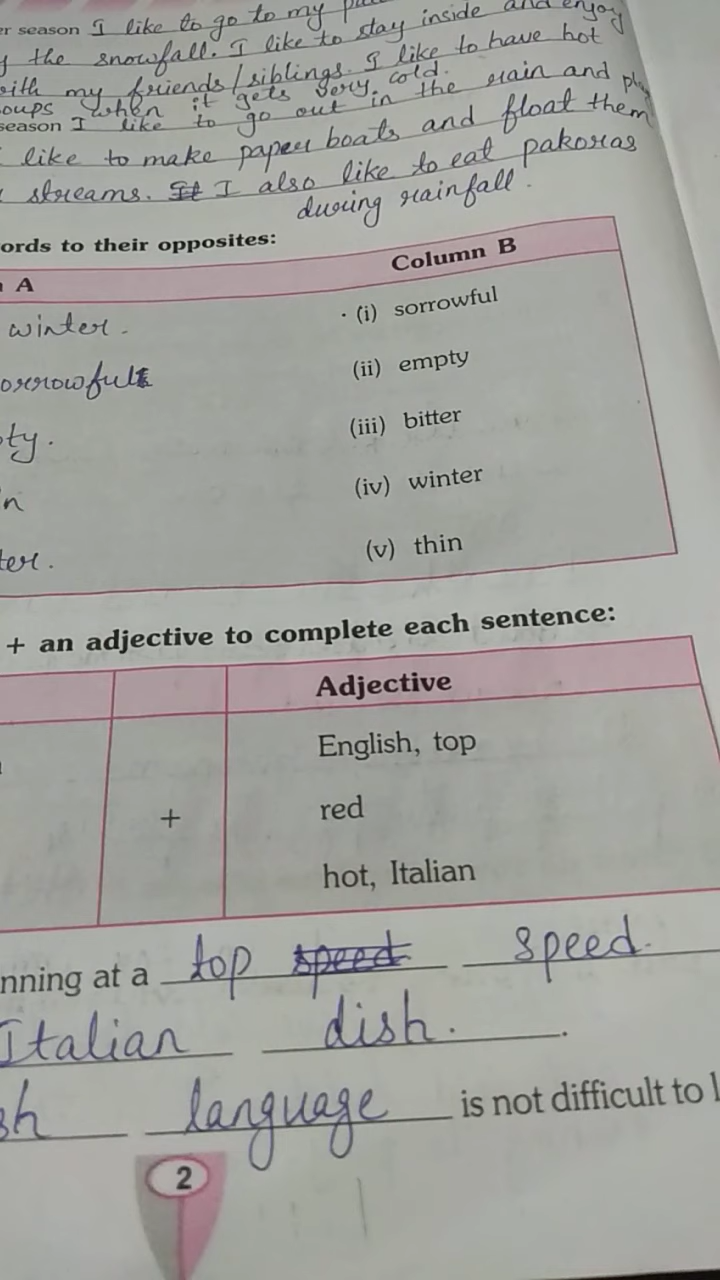 er season I like to go to my
the snowfall. I like to stay inside and enjoy
with my friends/siblings. I like to have hot
oups when it gets very cold.
season I like to go out in the rain and play
I like to make paper boats and float them
streams. I also like to eat pakoras
during rainfall.
ords to their opposites:
A Column B
winter. (i) sorrowful
orrowful (ii) empty
ty. (iii) bitter
n (iv) winter
ter. (v) thin
+ an adjective to complete each sentence:
Adjective
English, top
+ red
hot, Italian
nning at a top speed speed.
Italian dish.
sh language is not difficult to l
2